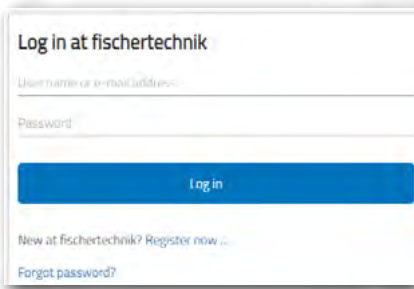 Log in at fischertechnik
Username or e-mail address
Password
Log in
New at fischertechnik? Register now ...
Forgot password?